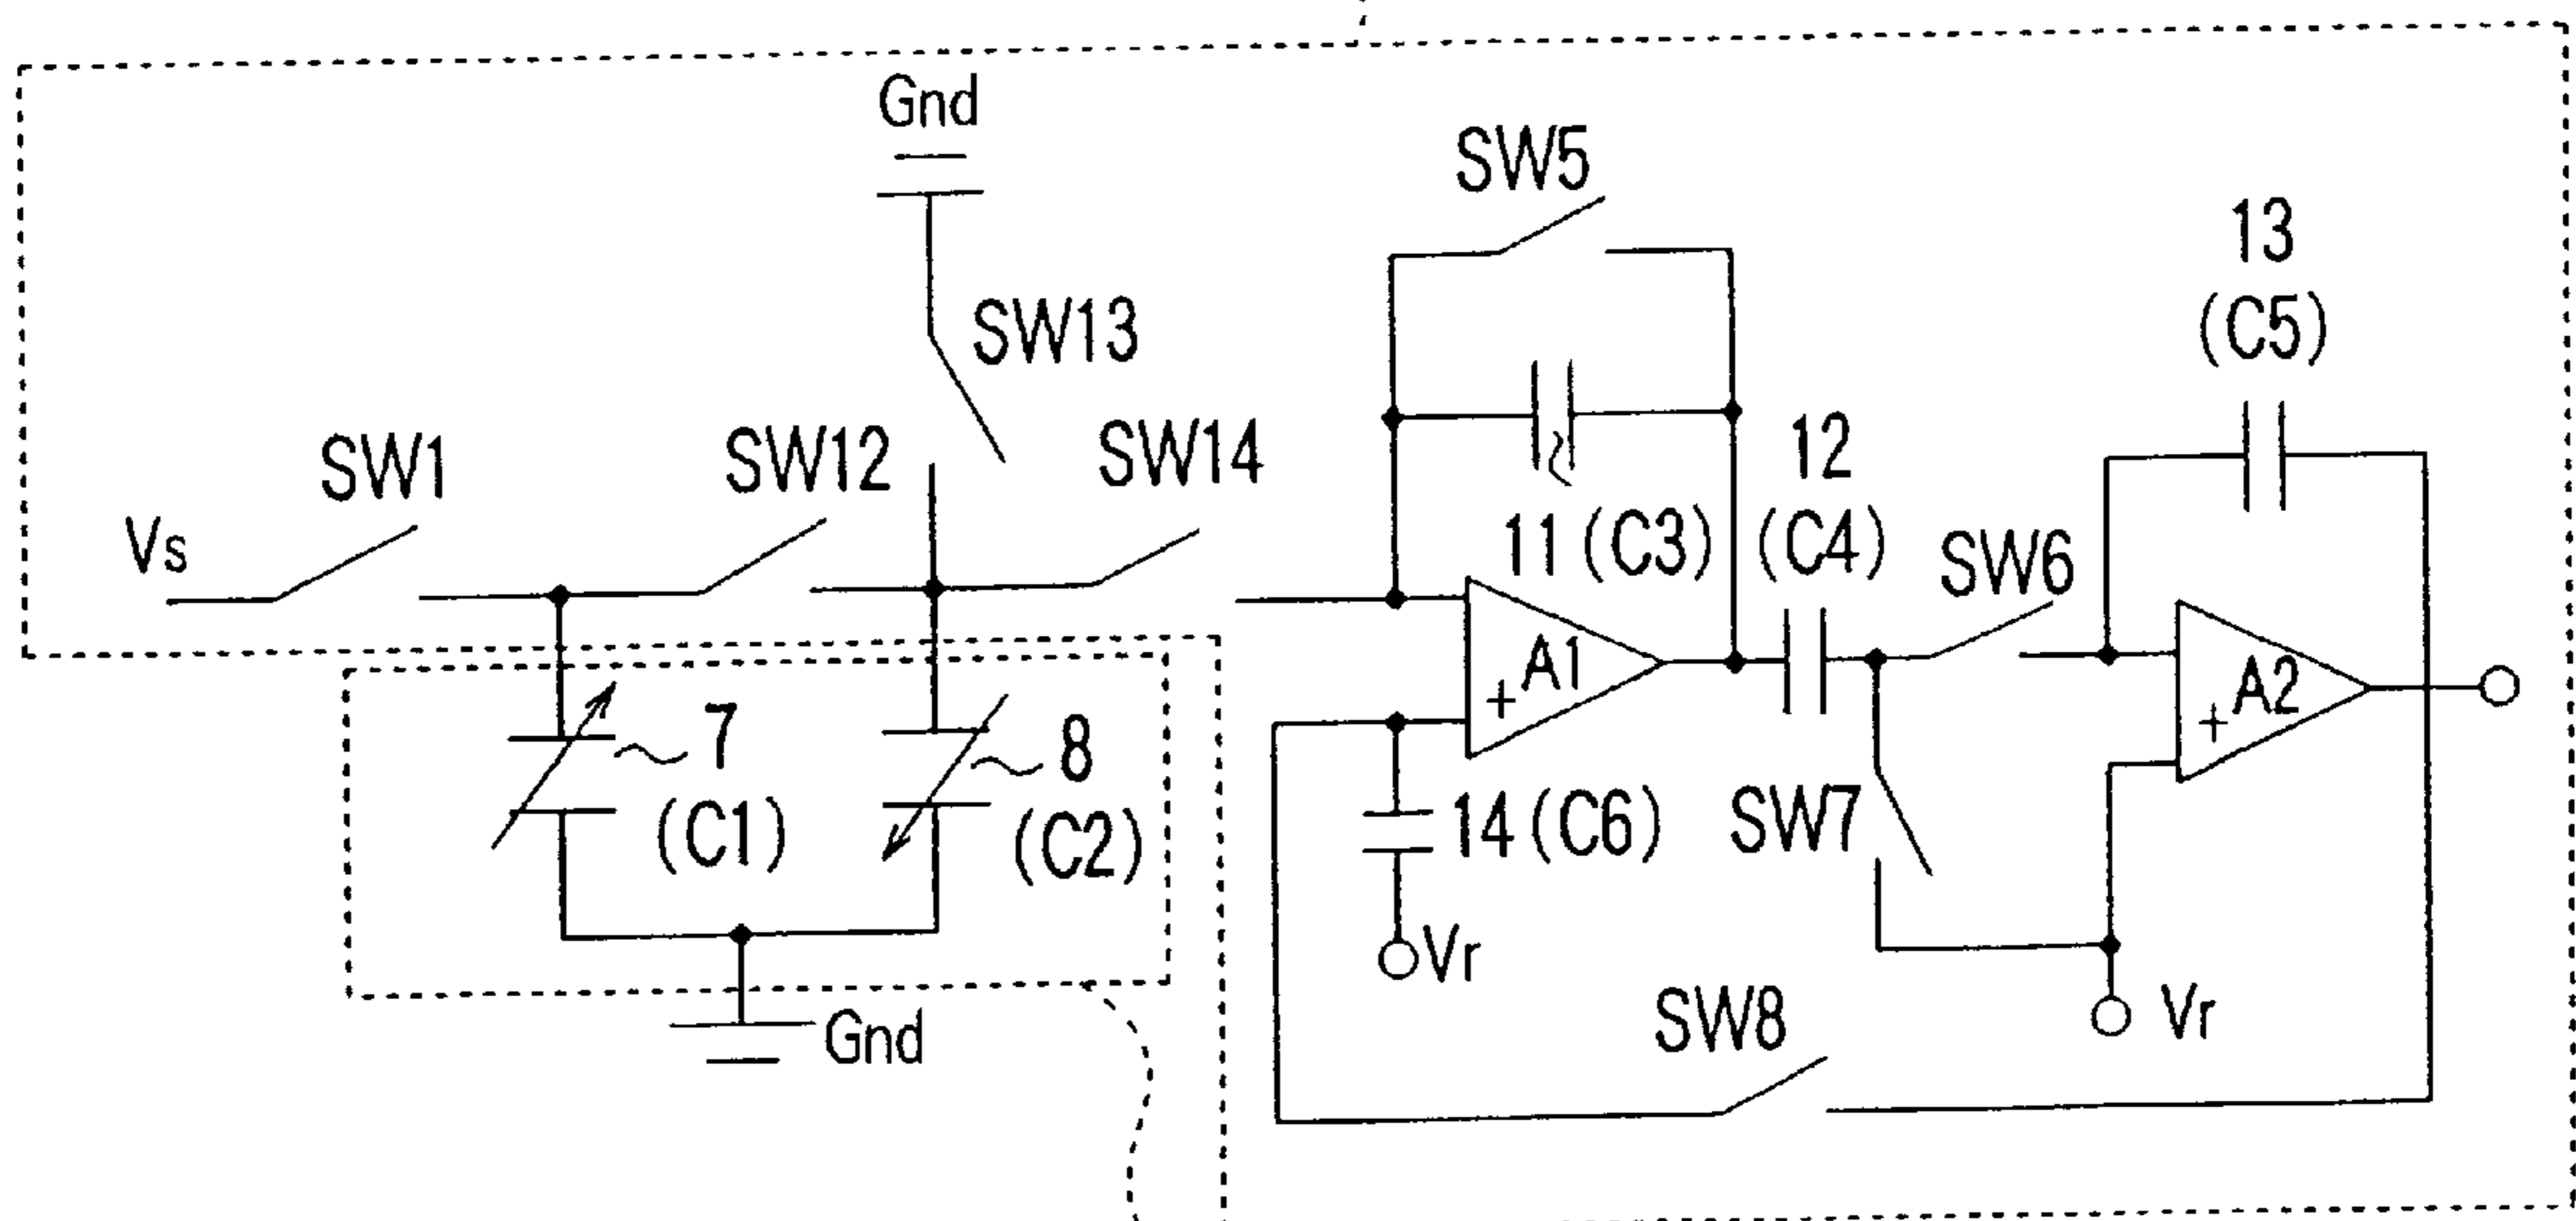 Gnd
SW5
13
(C5)
SW13
SW1
SW12
SW14
12
(C4)
11 (C3)
Vs
SW6
A1
+
A2
+
7
(C1)
8
(C2)
14 (C6)
SW7
Vr
Vr
SW8
Gnd